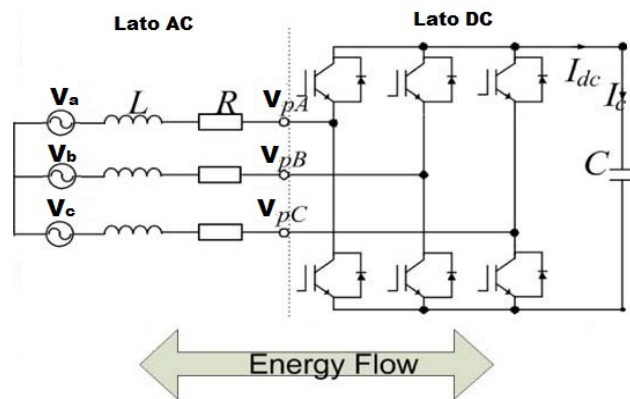 Lato AC
Lato DC
Va
L
R
VpA
Idc
Ic
Vb
VpB
C
Vc
VpC
Energy Flow